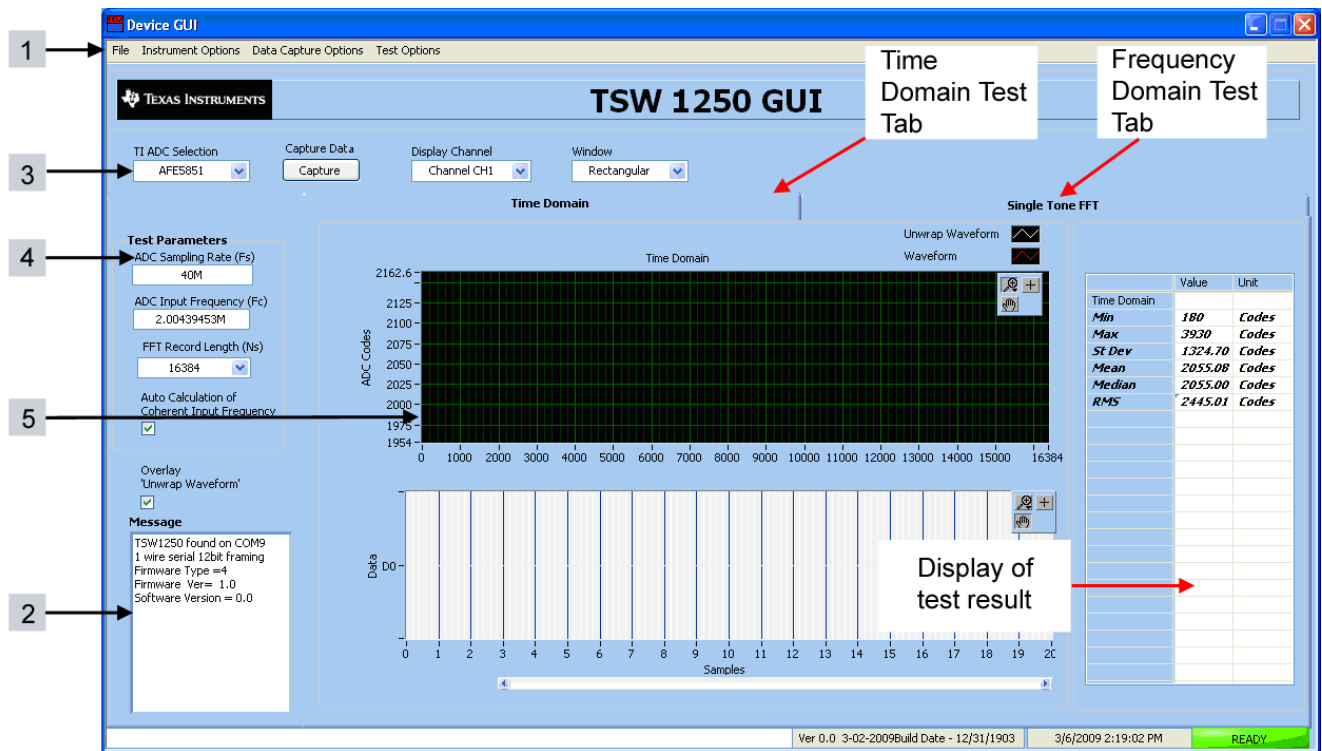 Device GUI
1
File Instrument Options Data Capture Options Test Options
TEXAS INSTRUMENTS
TSW 1250 GUI
Time
Domain Test
Tab
Frequency
Domain Test
Tab
3
TI ADC Selection
AFE5851
Capture Data
Capture
Display Channel
Channel CH1
Window
Rectangular
Time Domain
Single Tone FFT
4
Test Parameters
ADC Sampling Rate (Fs)
40M
ADC Input Frequency (Fc)
2.00439453M
FFT Record Length (Ns)
16384
Auto Calculation of
Coherent Input Frequency
5
Overlay
'Unwrap Waveform'
Message
TSW1250 found on COM9
1 wire serial 12bit framing
Firmware Type =4
Firmware Ver= 1.0
Software Version = 0.0
2
Unwrap Waveform
Waveform
Time Domain
ADC Codes
2162.6
2125
2100
2075
2050
2025
2000
1975
1954
0 1000 2000 3000 4000 5000 6000 7000 8000 9000 10000 11000 12000 13000 14000 15000 16384
Data
D0
0 1 2 3 4 5 6 7 8 9 10 11 12 13 14 15 16 17 18 19 20
Samples
Display of
test result
Value Unit
Time Domain
Min 180 Codes
Max 3930 Codes
St Dev 1324.70 Codes
Mean 2055.08 Codes
Median 2055.00 Codes
RMS 2445.01 Codes
Ver 0.0 3-02-2009Build Date - 12/31/1903
3/6/2009 2:19:02 PM
READY